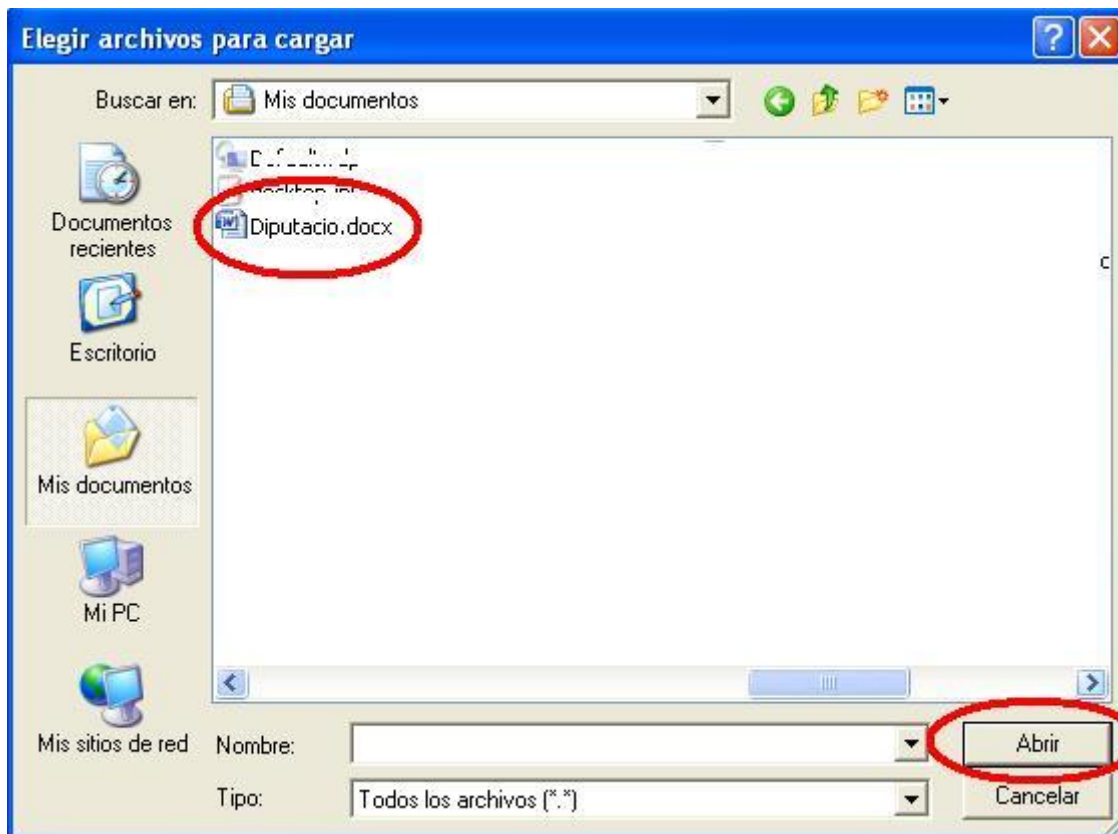 Elegir archivos para cargar
Buscar en:
Mis documentos
Documentos
recientes
Escritorio
Mis documentos
Mi PC
Mis sitios de red
Diputacio.docx
c
Nombre:
Abrir
Tipo:
Todos los archivos (*.*)
Cancelar